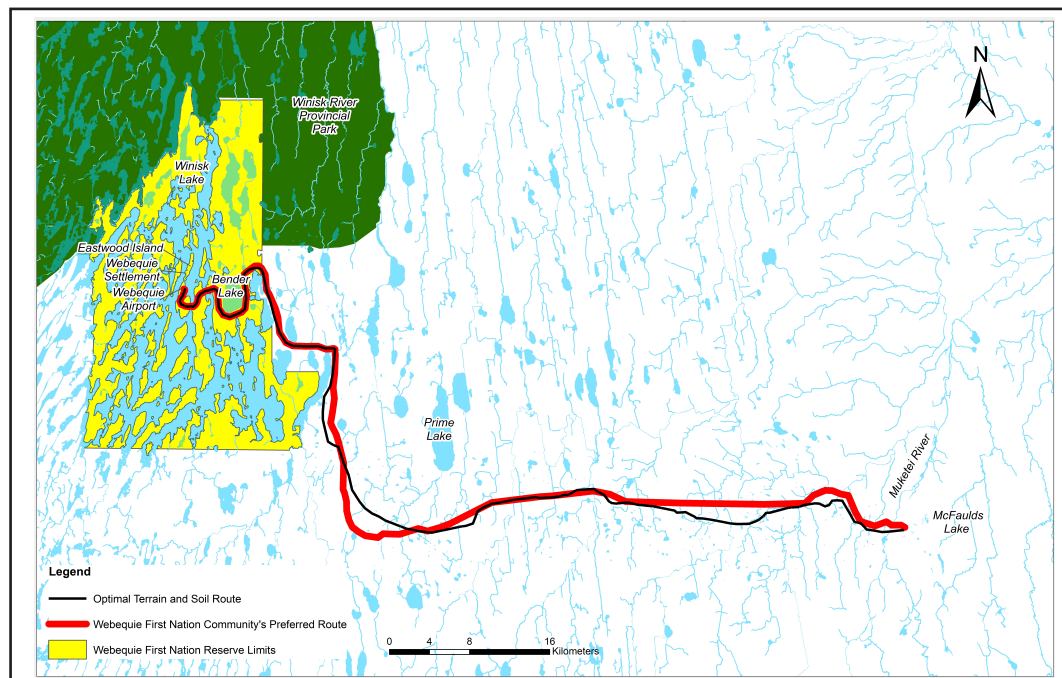 N
Winisk River
Provincial
Park
Winisk
Lake
Eastwood Island
Webequie
Settlement
Webequie
Airport
Bender
Lake
Prime
Lake
Muketei River
McFaulds
Lake
Legend
Optimal Terrain and Soil Route
Webequie First Nation Community's Preferred Route
Webequie First Nation Reserve Limits
0 4 8 16
Kilometers